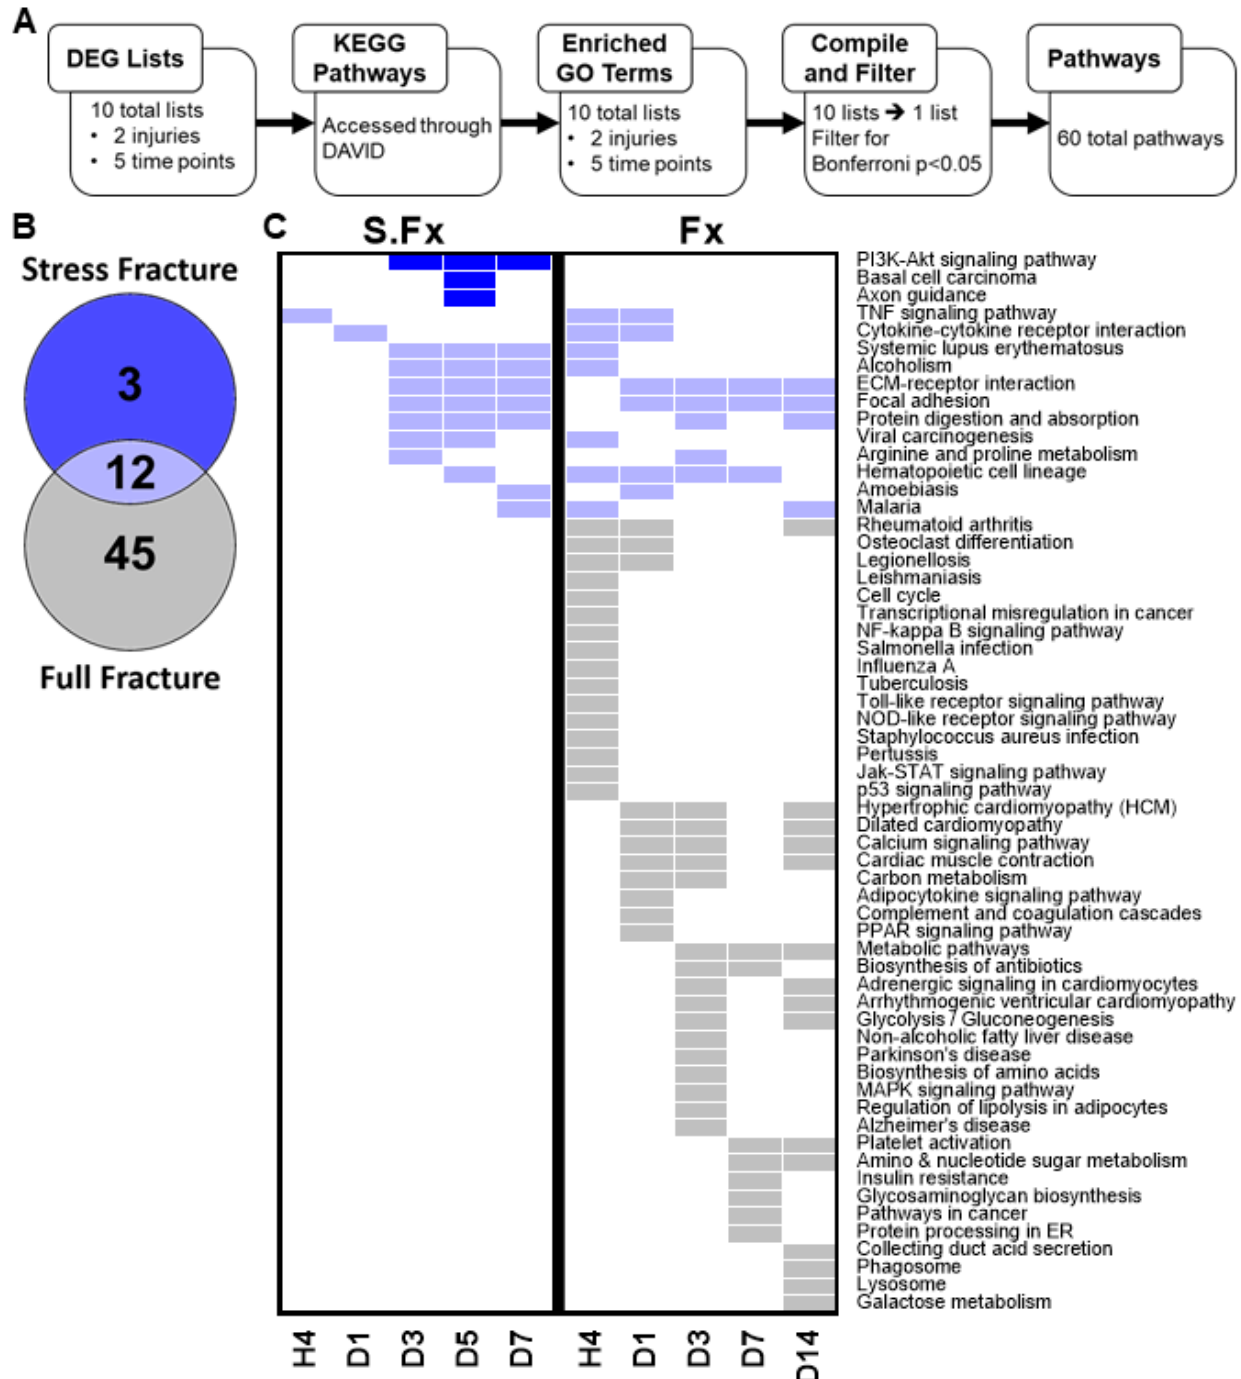 A
DEG Lists
10 total lists
• 2 injuries
• 5 time points
KEGG
Pathways
Accessed through
DAVID
Enriched
GO Terms
10 total lists
• 2 injuries
• 5 time points
Compile
and Filter
10 lists ➔ 1 list
Filter for
Bonferroni p<0.05
Pathways
60 total pathways
B
Stress Fracture
3
12
45
Full Fracture
C
S.Fx
Fx
PI3K-Akt signaling pathway
Basal cell carcinoma
Axon guidance
TNF signaling pathway
Cytokine-cytokine receptor interaction
Systemic lupus erythematosus
Alcoholism
ECM-receptor interaction
Focal adhesion
Protein digestion and absorption
Viral carcinogenesis
Arginine and proline metabolism
Hematopoietic cell lineage
Amoebiasis
Malaria
Rheumatoid arthritis
Osteoclast differentiation
Legionellosis
Leishmaniasis
Cell cycle
Transcriptional misregulation in cancer
NF-kappa B signaling pathway
Salmonella infection
Influenza A
Tuberculosis
Toll-like receptor signaling pathway
NOD-like receptor signaling pathway
Staphylococcus aureus infection
Pertussis
Jak-STAT signaling pathway
p53 signaling pathway
Hypertrophic cardiomyopathy (HCM)
Dilated cardiomyopathy
Calcium signaling pathway
Cardiac muscle contraction
Carbon metabolism
Adipocytokine signaling pathway
Complement and coagulation cascades
PPAR signaling pathway
Metabolic pathways
Biosynthesis of antibiotics
Adrenergic signaling in cardiomyocytes
Arrhythmogenic ventricular cardiomyopathy
Glycolysis / Gluconeogenesis
Non-alcoholic fatty liver disease
Parkinson's disease
Biosynthesis of amino acids
MAPK signaling pathway
Regulation of lipolysis in adipocytes
Alzheimer's disease
Platelet activation
Amino & nucleotide sugar metabolism
Insulin resistance
Glycosaminoglycan biosynthesis
Pathways in cancer
Protein processing in ER
Collecting duct acid secretion
Phagosome
Lysosome
Galactose metabolism
H4
D1
D3
D5
D7
H4
D1
D3
D7
D14